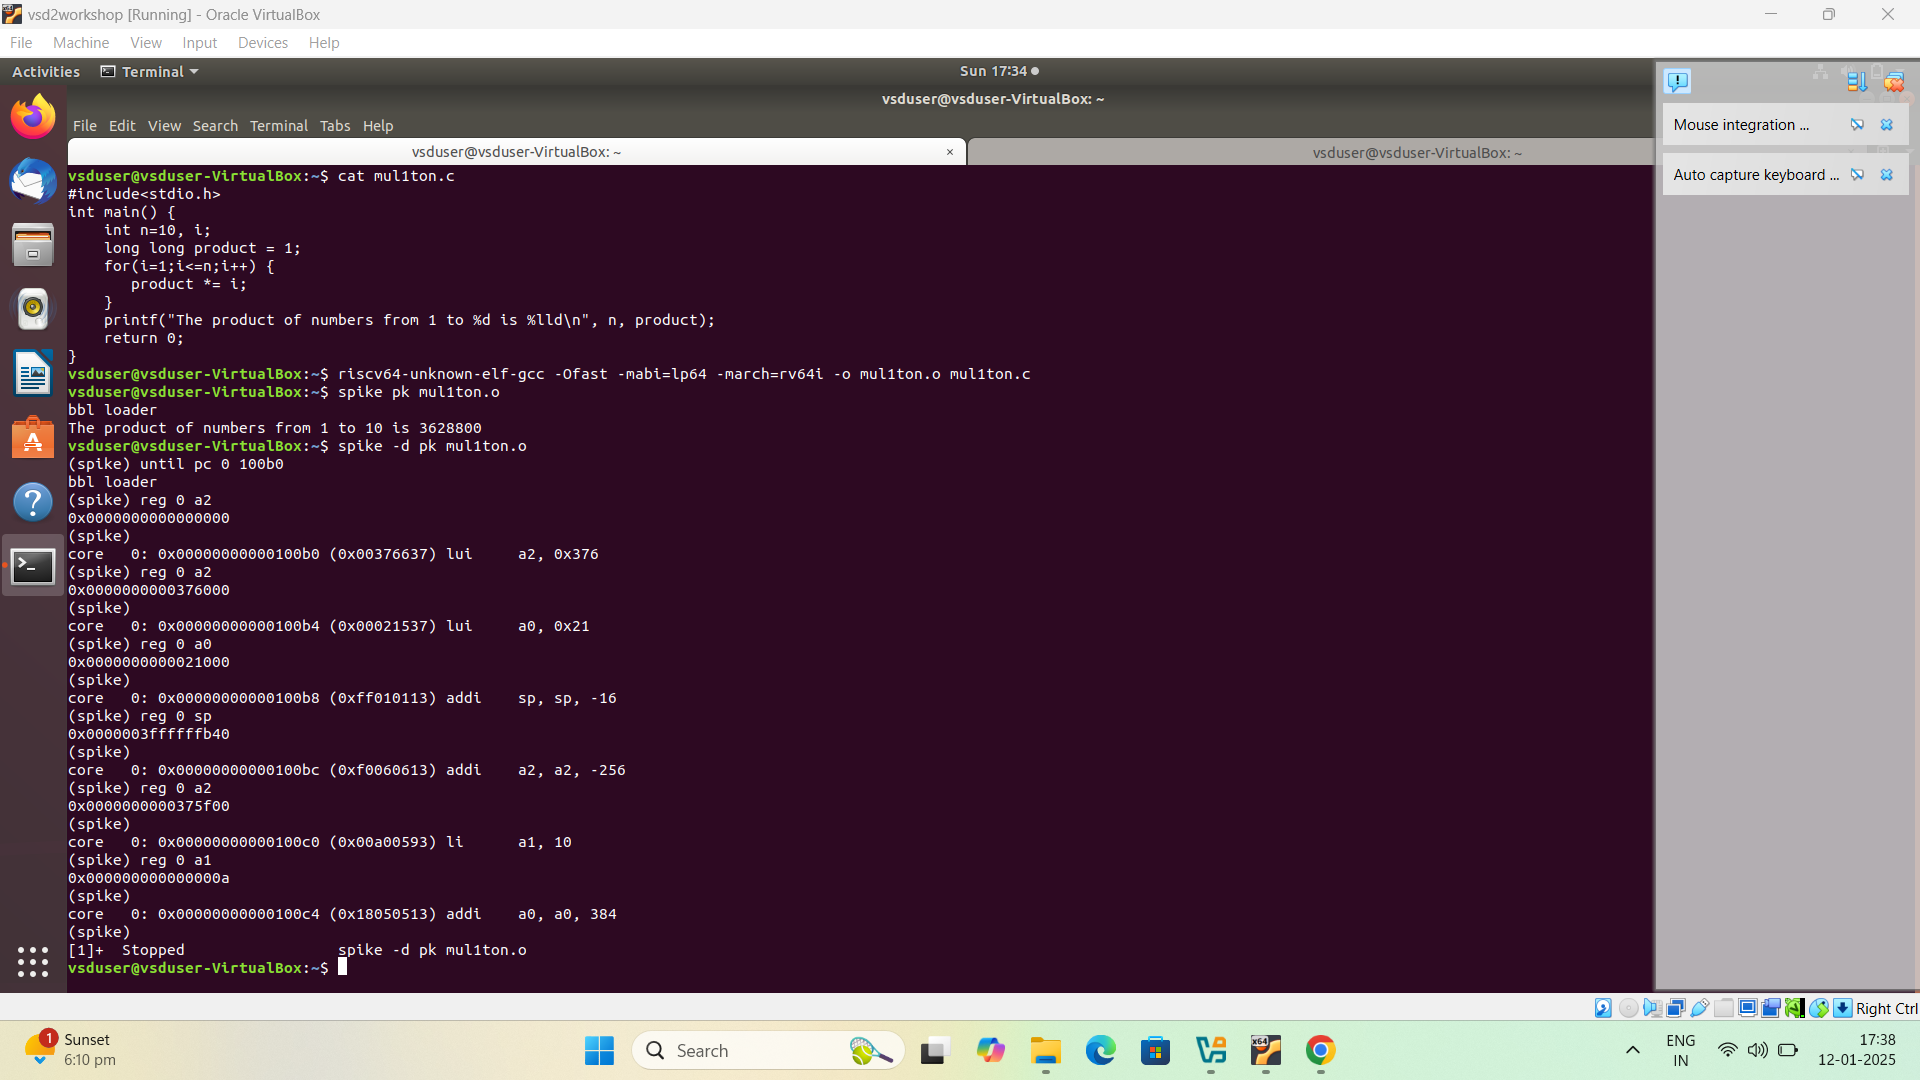 vsd2workshop [Running] - Oracle VirtualBox
File Machine View Input Devices Help
Activities Terminal Sun 17:34
vsduser@vsduser-VirtualBox: ~
File Edit View Search Terminal Tabs Help
vsduser@vsduser-VirtualBox: ~ × vsduser@vsduser-VirtualBox: ~
Mouse integration ...
Auto capture keyboard ...
vsduser@vsduser-VirtualBox:~$ cat mul1ton.c
#include<stdio.h>
int main() {
    int n=10, i;
    long long product = 1;
    for(i=1;i<=n;i++) {
       product *= i;
    }
    printf("The product of numbers from 1 to %d is %lld\n", n, product);
    return 0;
}
vsduser@vsduser-VirtualBox:~$ riscv64-unknown-elf-gcc -Ofast -mabi=lp64 -march=rv64i -o mul1ton.o mul1ton.c
vsduser@vsduser-VirtualBox:~$ spike pk mul1ton.o
bbl loader
The product of numbers from 1 to 10 is 3628800
vsduser@vsduser-VirtualBox:~$ spike -d pk mul1ton.o
(spike) until pc 0 100b0
bbl loader
(spike) reg 0 a2
0x0000000000000000
(spike)
core   0: 0x00000000000100b0 (0x00376637) lui     a2, 0x376
(spike) reg 0 a2
0x0000000000376000
(spike)
core   0: 0x00000000000100b4 (0x00021537) lui     a0, 0x21
(spike) reg 0 a0
0x0000000000021000
(spike)
core   0: 0x00000000000100b8 (0xff010113) addi    sp, sp, -16
(spike) reg 0 sp
0x0000003ffffffb40
(spike)
core   0: 0x00000000000100bc (0xf0060613) addi    a2, a2, -256
(spike) reg 0 a2
0x0000000000375f00
(spike)
core   0: 0x00000000000100c0 (0x00a00593) li      a1, 10
(spike) reg 0 a1
0x000000000000000a
(spike)
core   0: 0x00000000000100c4 (0x18050513) addi    a0, a0, 384
(spike)
[1]+  Stopped                 spike -d pk mul1ton.o
vsduser@vsduser-VirtualBox:~$
Right Ctrl
1
Sunset
6:10 pm
Search
x64
ENG
IN
17:38
12-01-2025